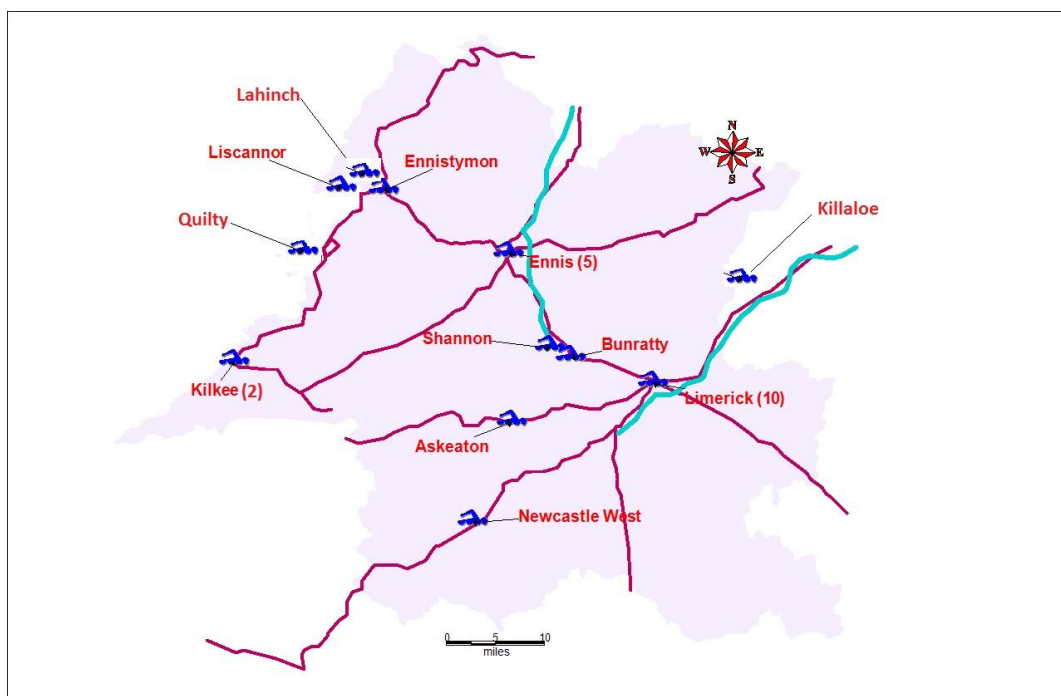 Lahinch
Liscannor
Ennistymon
N
W E
S
Quilty
Killaloe
Ennis (5)
Shannon
Bunratty
Kilkee (2)
Limerick (10)
Askeaton
Newcastle West
0 5 10
miles